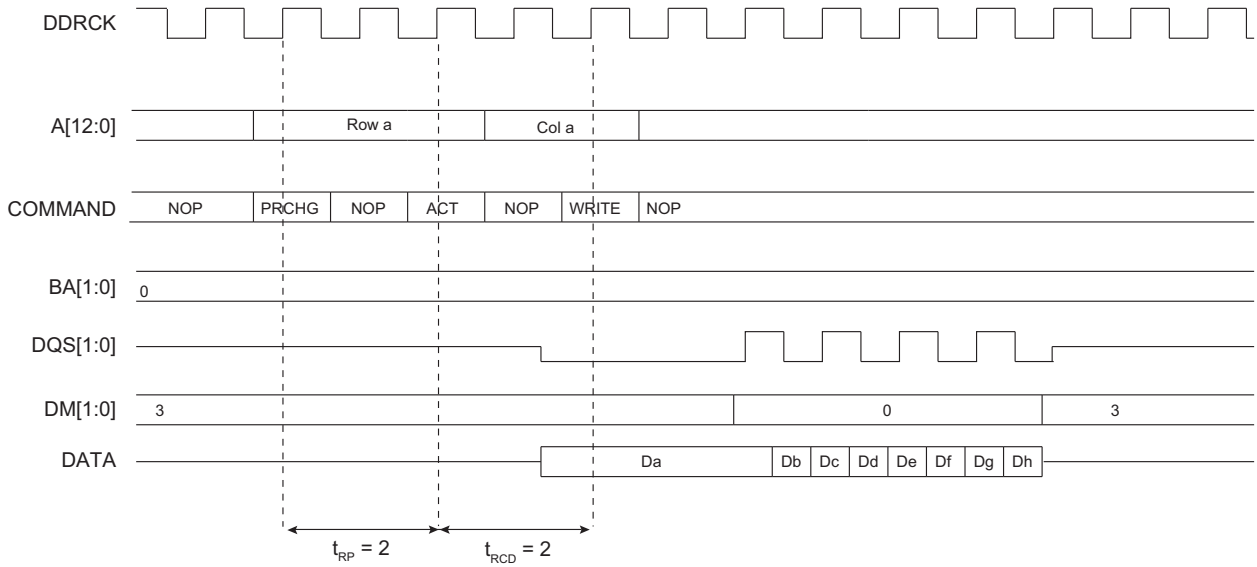 DDRCK
A[12:0] Row a Col a
COMMAND NOP PRCHG NOP ACT NOP WRITE NOP
BA[1:0] 0
DQS[1:0]
DM[1:0] 3 0 3
DATA Da Db Dc Dd De Df Dg Dh
tRP = 2 tRCD = 2